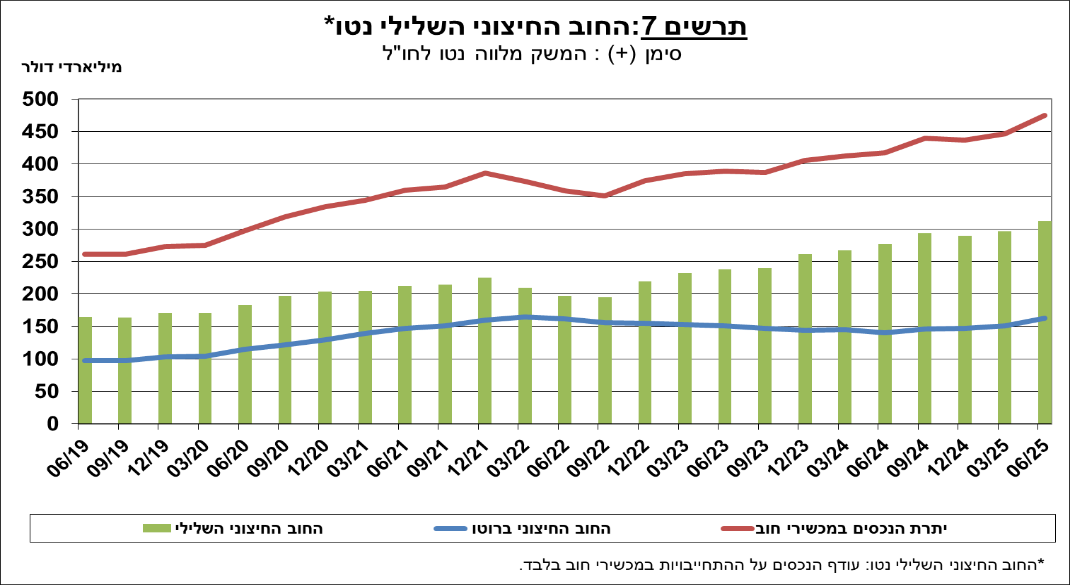 תרשים 7:החוב החיצוני השלילי נטו*
סימן (+) : המשק מלווה נטו לחו"ל
מיליארדי דולר
500
450
400
350
300
250
200
150
100
50
0
06/19 09/19 12/19 03/20 06/20 09/20 12/20 03/21 06/21 09/21 12/21 03/22 06/22 09/22 12/22 03/23 06/23 09/23 12/23 03/24 06/24 09/24 12/24 03/25 06/25
יתרת הנכסים במכשירי חוב החוב החיצוני ברוטו החוב החיצוני השלילי
*החוב החיצוני השלילי נטו: עודף הנכסים על ההתחייבויות במכשירי חוב בלבד.